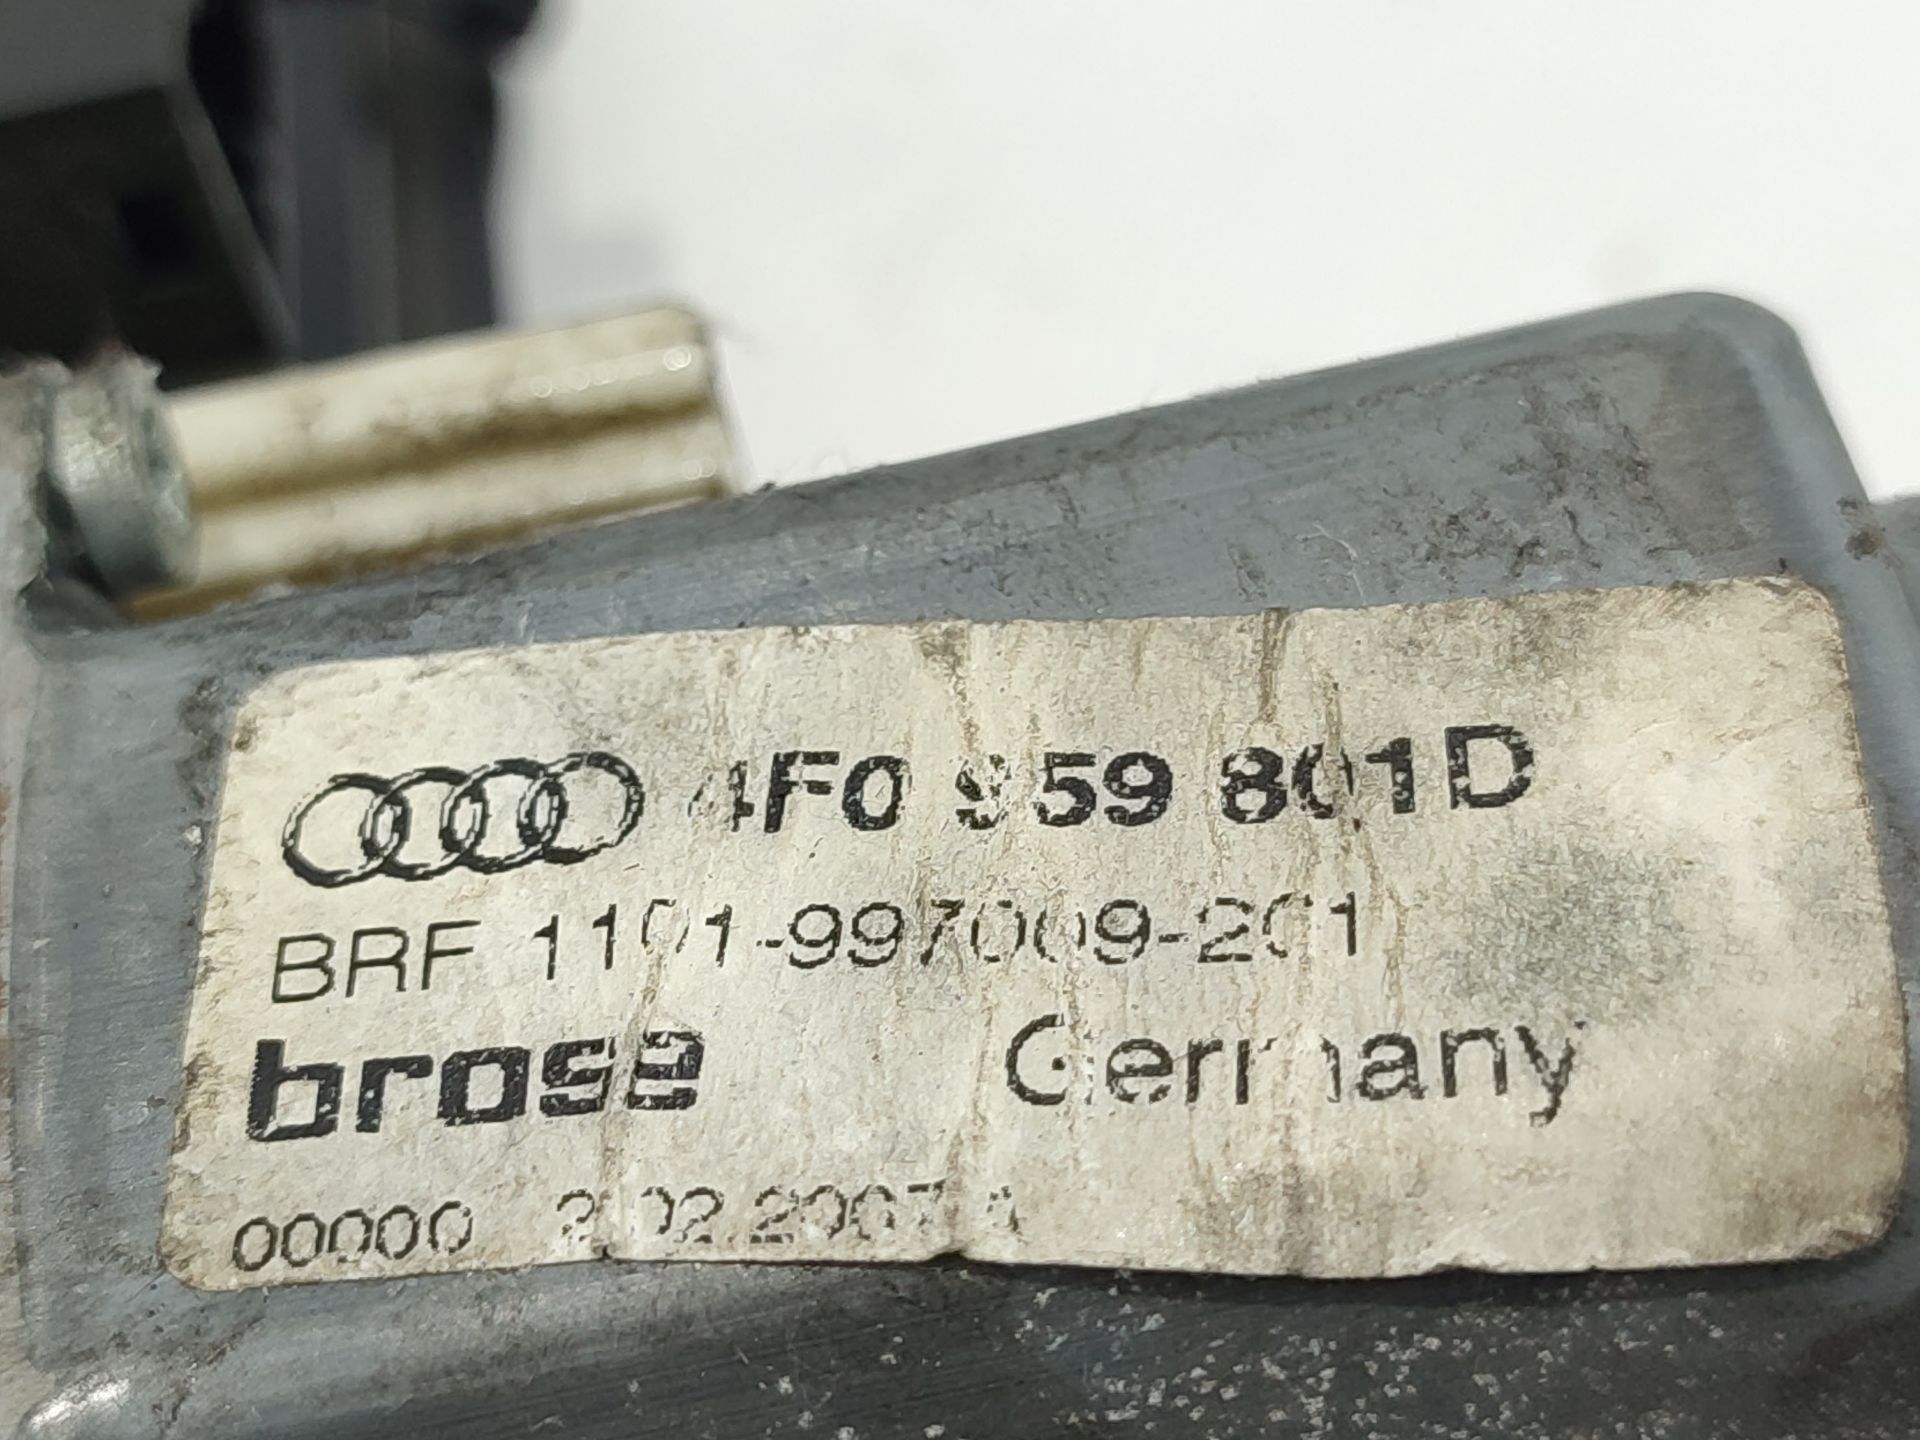 4F0 959 801D
BRF 1101-997009-201
brose Germany
00000